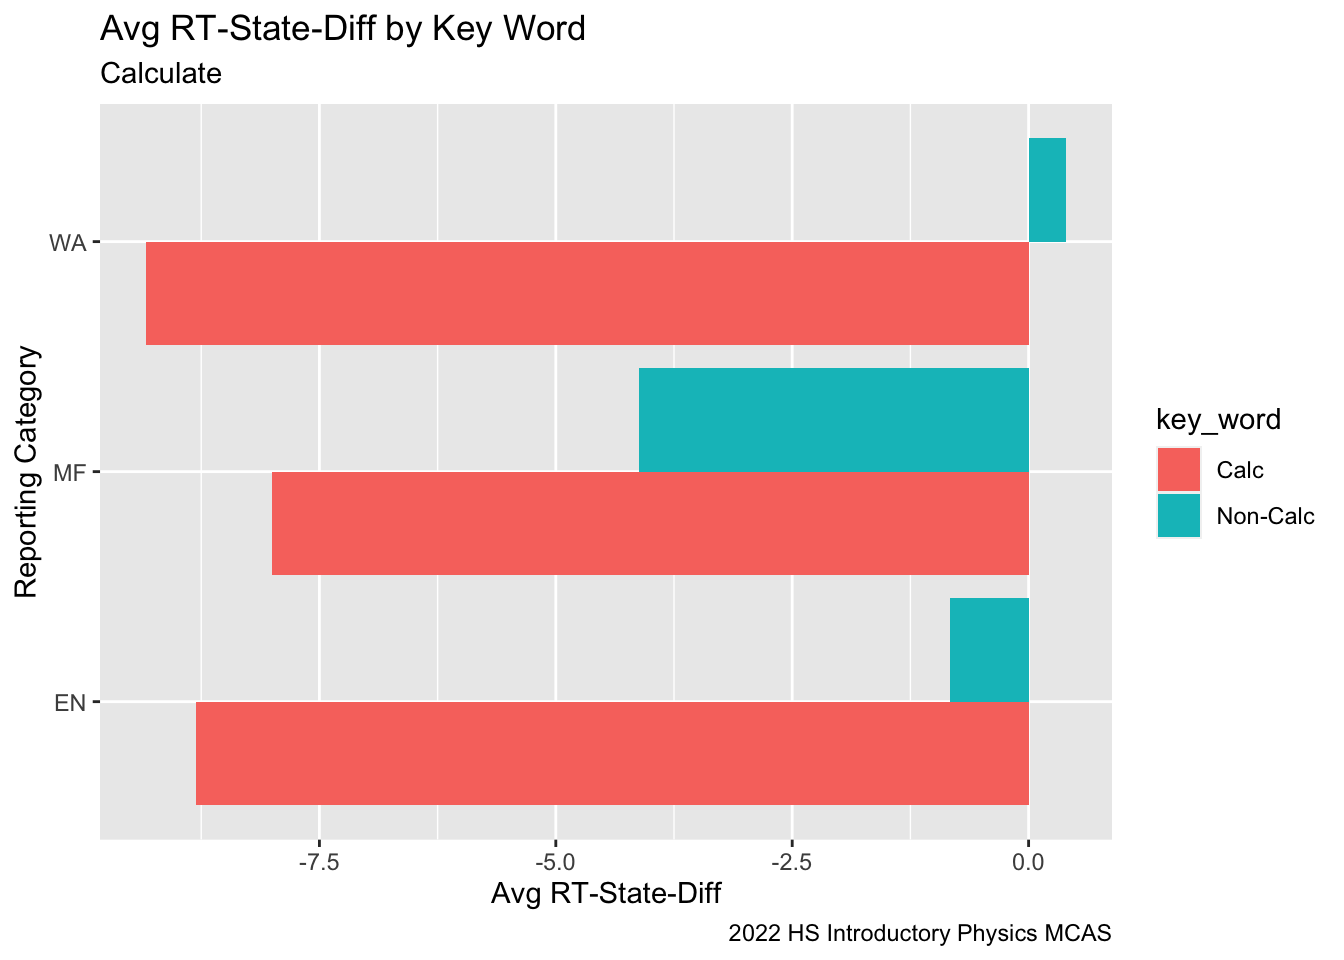 Avg RT-State-Diff by Key Word
Calculate
WA
MF
EN
Reporting Category
-7.5 -5.0 -2.5 0.0
Avg RT-State-Diff
key_word
Calc
Non-Calc
2022 HS Introductory Physics MCAS